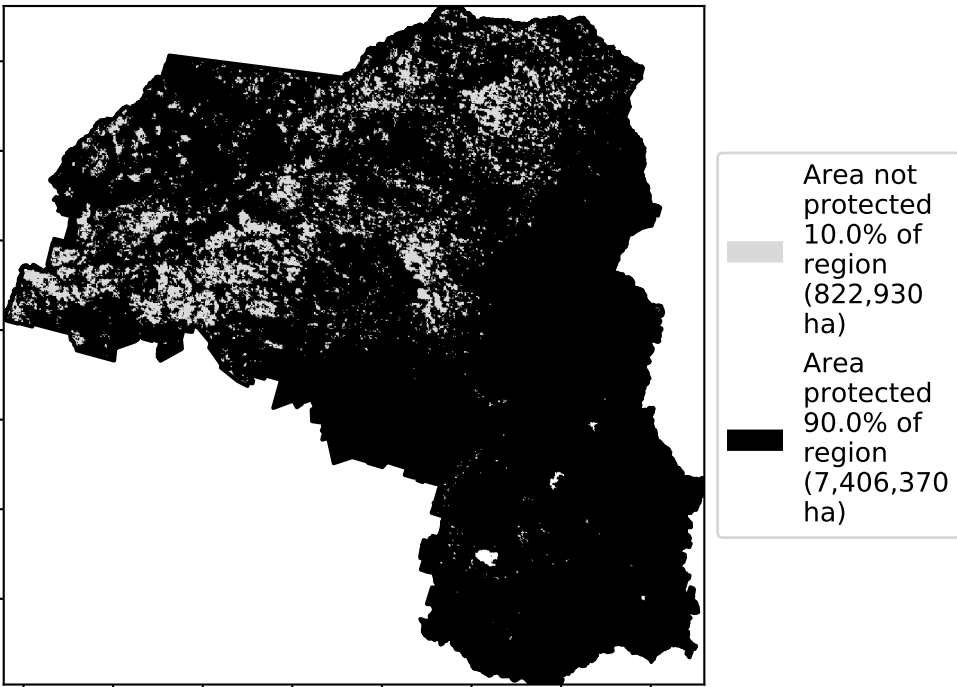 Area not
protected
10.0% of
region
(822,930
ha)
Area
protected
90.0% of
region
(7,406,370
ha)